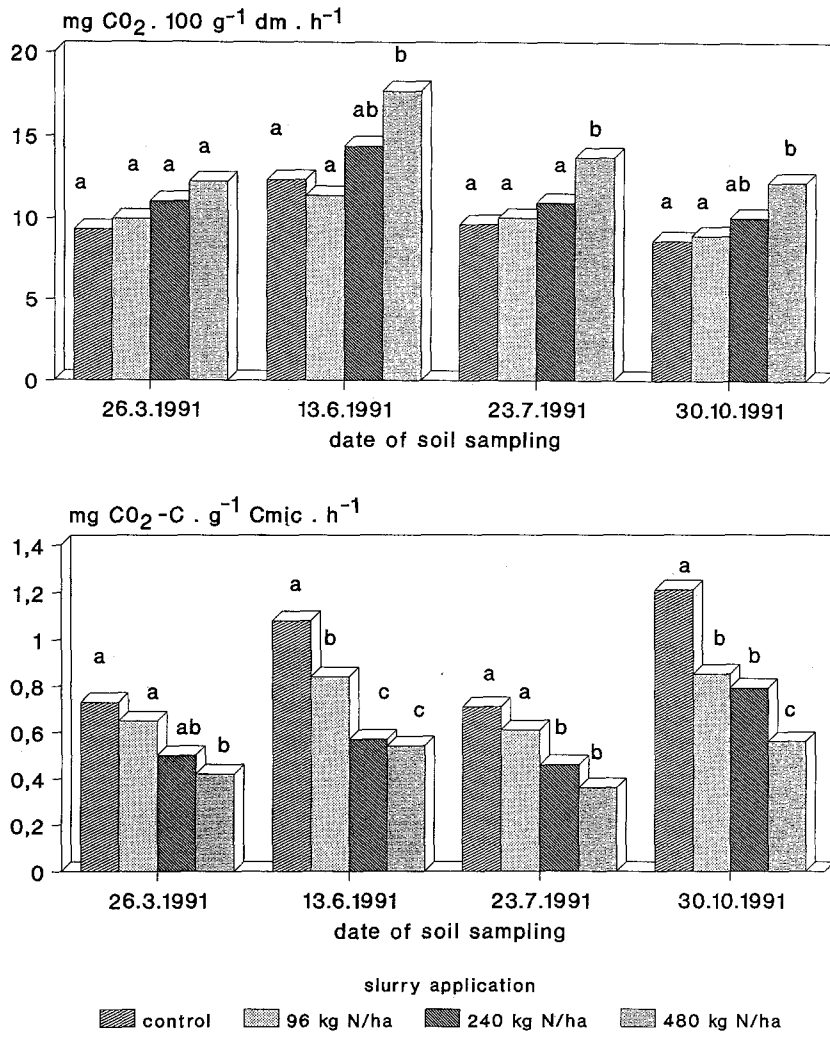 mg CO₂ . 100 g⁻¹ dm . h⁻¹
20
15
10
5
0
a a a a
a a ab b
a a a b
a a ab b
26.3.1991 13.6.1991 23.7.1991 30.10.1991
date of soil sampling
mg CO₂-C . g⁻¹ Cmic . h⁻¹
1,4
1,2
1
0,8
0,6
0,4
0,2
0
a a ab b
a b c c
a a b b
a b b c
26.3.1991 13.6.1991 23.7.1991 30.10.1991
date of soil sampling
slurry application
control 96 kg N/ha 240 kg N/ha 480 kg N/ha